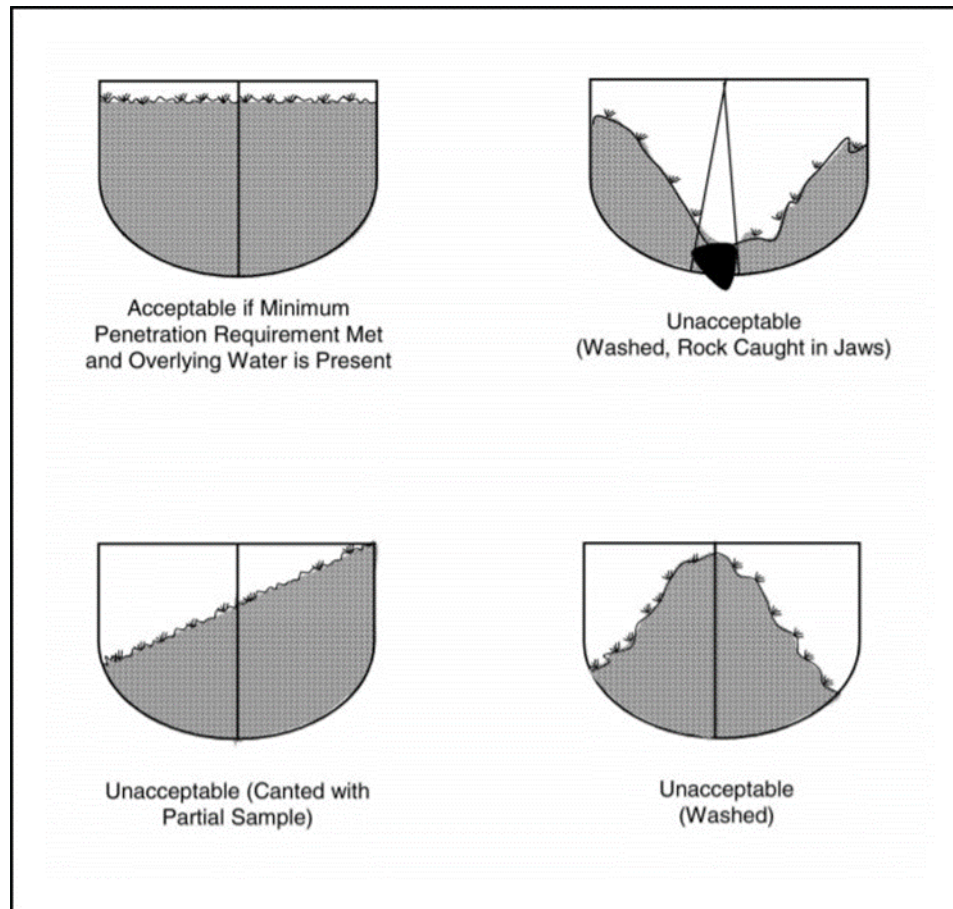 Acceptable if Minimum
Penetration Requirement Met
and Overlying Water is Present
Unacceptable
(Washed, Rock Caught in Jaws)
Unacceptable (Canted with
Partial Sample)
Unacceptable
(Washed)